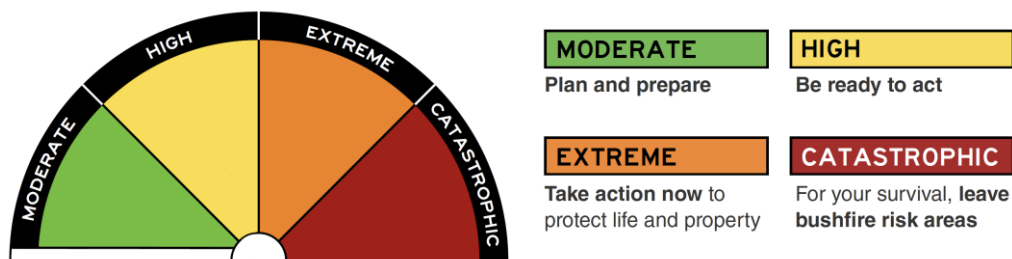 MODERATE
HIGH
EXTREME
CATASTROPHIC
MODERATE
Plan and prepare
HIGH
Be ready to act
EXTREME
Take action now to
protect life and property
CATASTROPHIC
For your survival, leave
bushfire risk areas